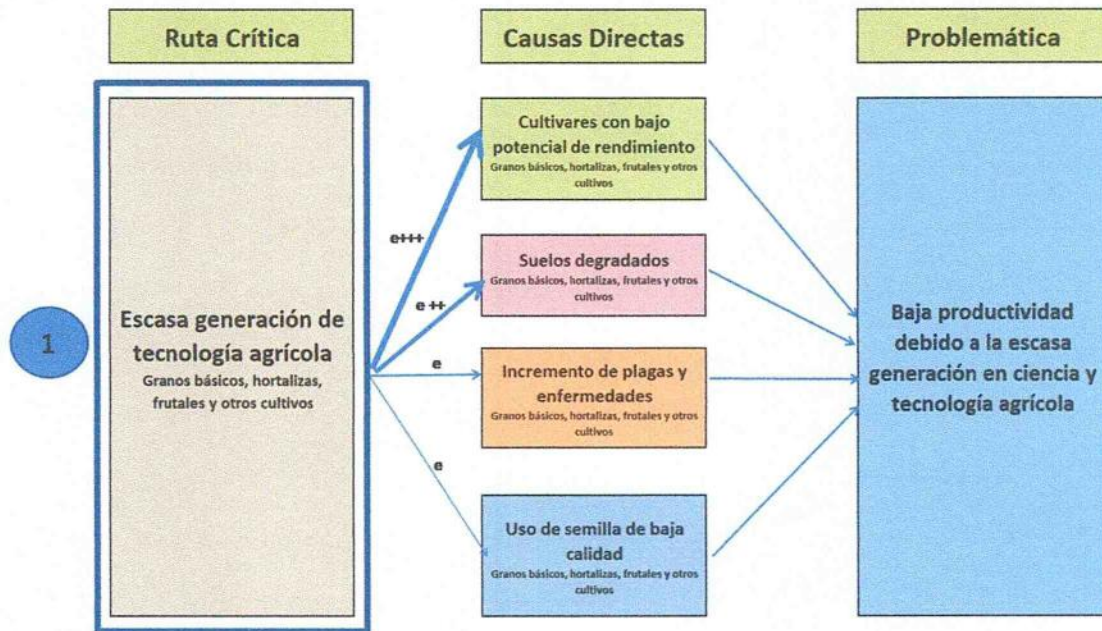 Ruta Crítica
Causas Directas
Problemática
1
Escasa generación de
tecnología agrícola
Granos básicos, hortalizas,
frutales y otros cultivos
e+++
e ++
e
e
Cultivares con bajo
potencial de rendimiento
Granos básicos, hortalizas, frutales y otros
cultivos
Suelos degradados
Granos básicos, hortalizas, frutales y otros
cultivos
Incremento de plagas y
enfermedades
Granos básicos, hortalizas, frutales y otros
cultivos
Uso de semilla de baja
calidad
Granos básicos, hortalizas, frutales y otros
cultivos
Baja productividad
debido a la escasa
generación en ciencia y
tecnología agrícola